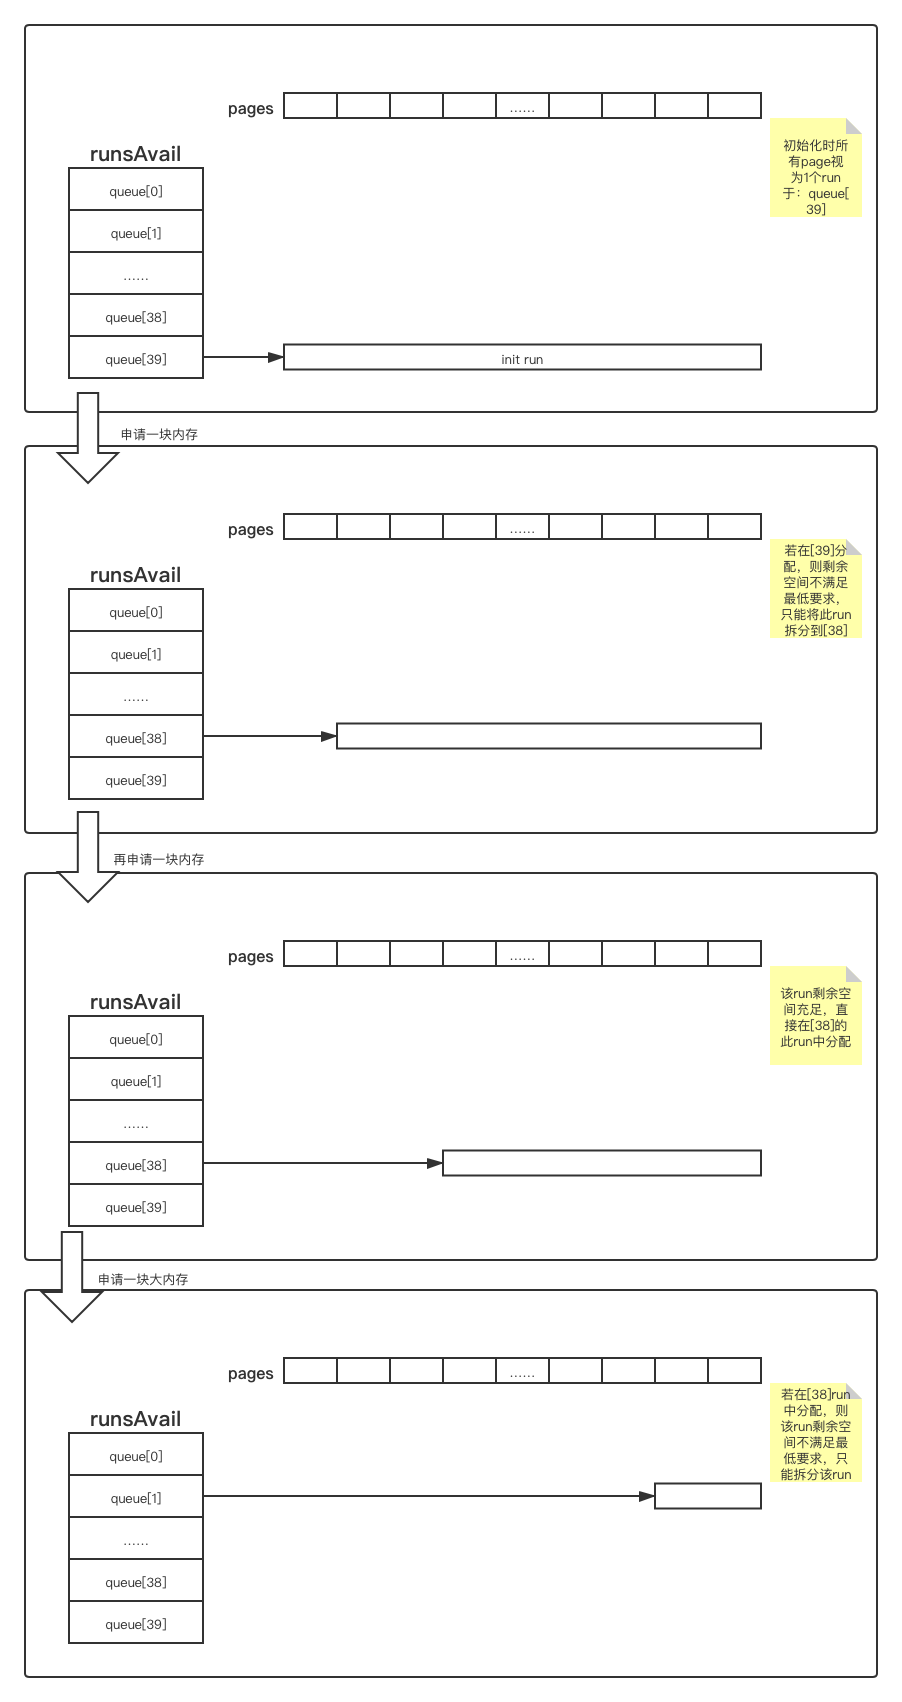 pages
……
初始化时所
有page视
为1个run
于：queue[
39]
runsAvail
queue[0]
queue[1]
……
queue[38]
queue[39]
init run
申请一块内存
pages
……
若在[39]分
配，则剩余
空间不满足
最低要求，
只能将此run
拆分到[38]
runsAvail
queue[0]
queue[1]
……
queue[38]
queue[39]
再申请一块内存
pages
……
该run剩余空
间充足，直
接在[38]的
此run中分配
runsAvail
queue[0]
queue[1]
……
queue[38]
queue[39]
申请一块大内存
pages
……
若在[38]run
中分配，则
该run剩余空
间不满足最
低要求，只
能拆分该run
runsAvail
queue[0]
queue[1]
……
queue[38]
queue[39]